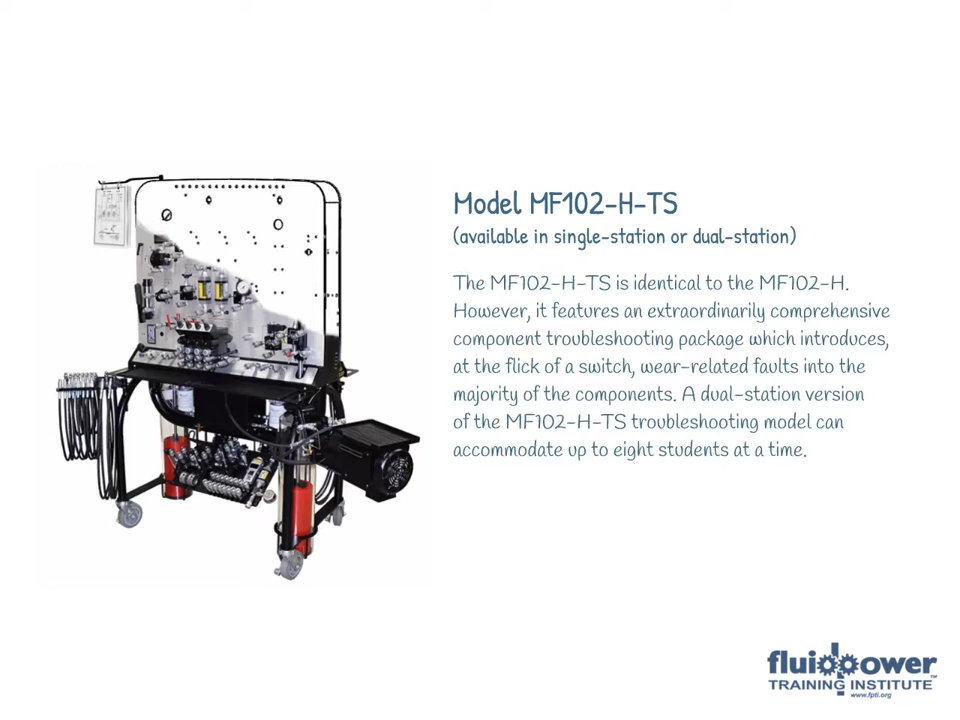 Model MF102-H-TS
(available in single-station or dual-station)
The MF102-H-TS is identical to the MF102-H.
However, it features an extraordinarily comprehensive
component troubleshooting package which introduces,
at the flick of a switch, wear-related faults into the
majority of the components. A dual-station version
of the MF102-H-TS troubleshooting model can
accommodate up to eight students at a time.
fluidpower
TRAINING INSTITUTE™
www.fpti.org